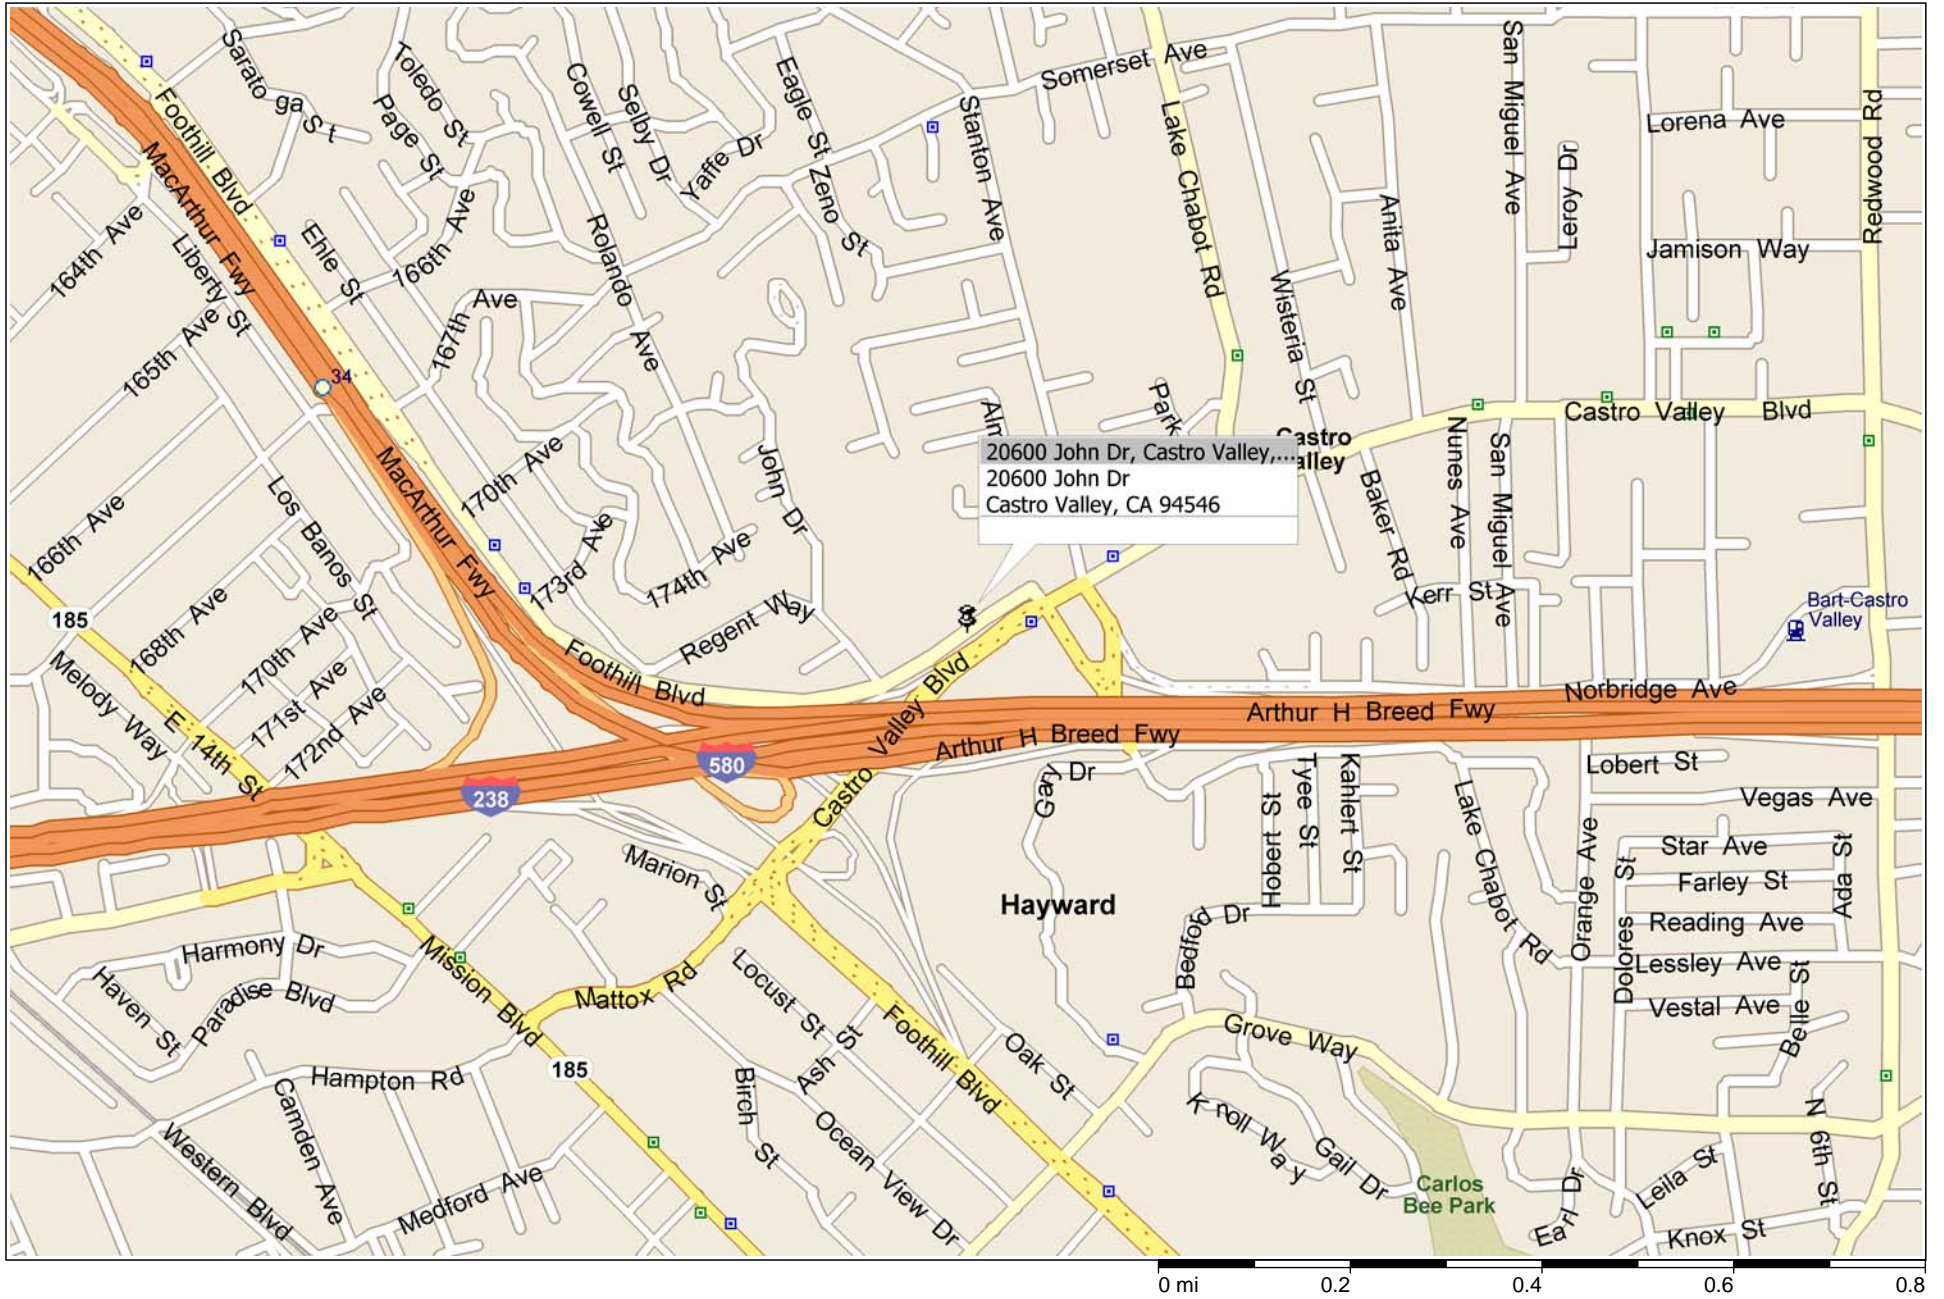 Sarato ga St
Toledo St
Page St
Cowell St
Selby Dr
Yaffe Dr
Eagle St
Zeno St
Stanton Ave
Somerset Ave
Lake Chabot Rd
San Miguel Ave
Leroy Dr
Lorena Ave
Redwood Rd
Foothill Blvd
MacArthur Fwy
164th Ave
Liberty St
Ehle St
166th Ave
Rolando Ave
Wisteria St
Anita Ave
Jamison Way
165th Ave
167th Ave
34
Park
Castro Valley Blvd
Castro
alley
20600 John Dr, Castro Valley,...
20600 John Dr
Castro Valley, CA 94546
MacArthur Fwy
170th Ave
John Dr
Nunes Ave
San Miguel Ave
Baker Rd
166th Ave
Los Banos St
173rd Ave
174th Ave
Kerr St
Bart-Castro
Valley
185
168th Ave
170th Ave
Regent Way
Melody Way
171st Ave
172nd Ave
Foothill Blvd
E 14th St
Castro Valley Blvd
Norbridge Ave
Arthur H Breed Fwy
Arthur H Breed Fwy
580
238
Gary Dr
Tyee St
Kahlert St
Hobert St
Lobert St
Vegas Ave
Lake Chabot Rd
Orange Ave
Star Ave
Ada St
Marion St
Farley St
Hayward
Bedford Dr
Dolores St
Reading Ave
Harmony Dr
Mission Blvd
Lessley Ave
Haven St
Paradise Blvd
Mattox Rd
Locust St
Vestal Ave
Belle St
Ash St
Foothill Blvd
Oak St
Grove Way
185
Hampton Rd
Camden Ave
Birch St
Ocean View Dr
Knoll Way
Gail Dr
N 6th St
Western Blvd
Medford Ave
Carlos
Bee Park
Earl Dr
Leila St
Knox St
0 mi 0.2 0.4 0.6 0.8